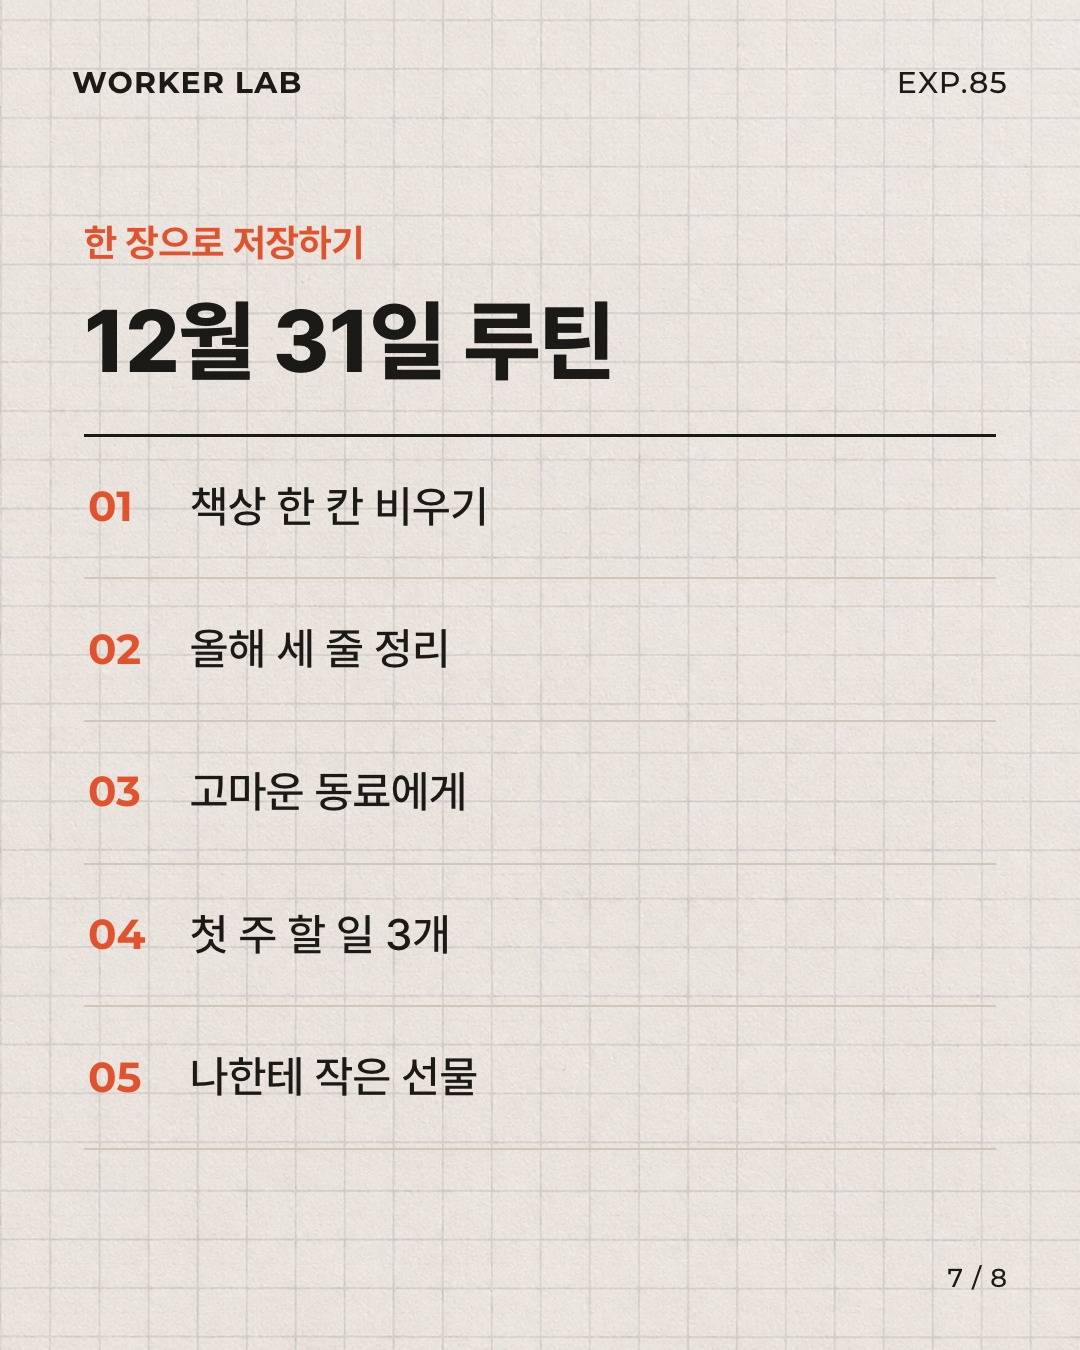 WORKER LAB
EXP.85
한 장으로 저장하기
12월 31일 루틴
01 책상 한 칸 비우기
02 올해 세 줄 정리
03 고마운 동료에게
04 첫 주 할 일 3개
05 나한테 작은 선물
7 / 8